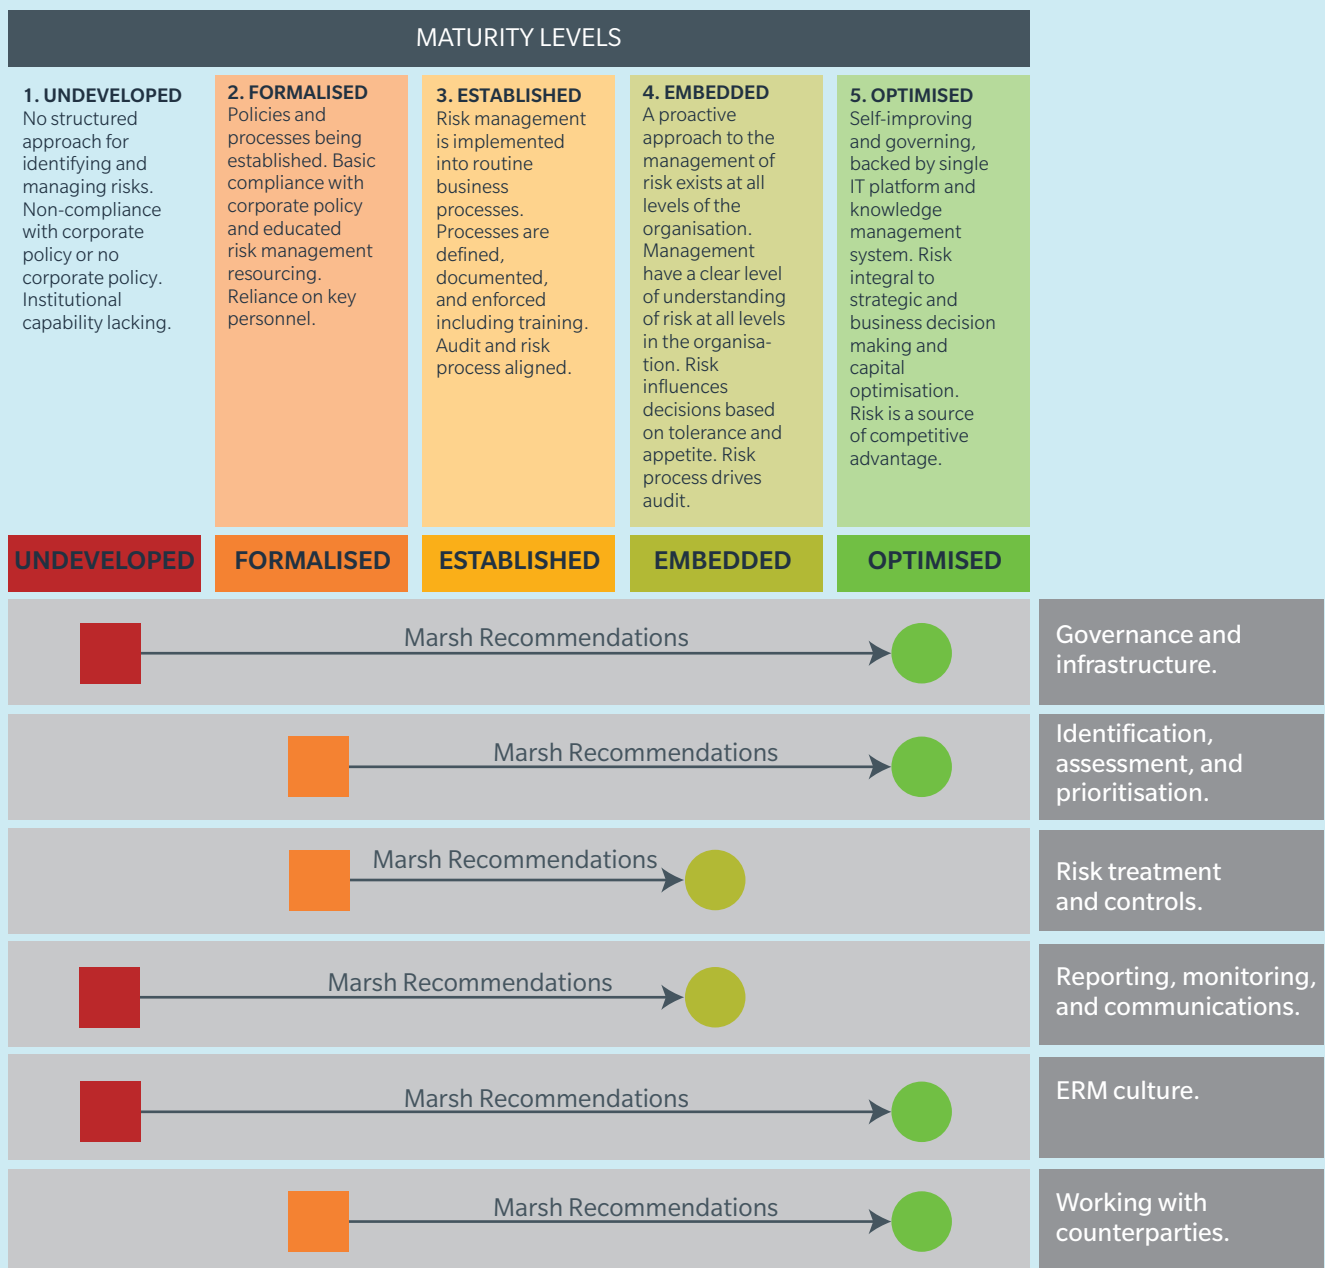 MATURITY LEVELS
1. UNDEVELOPED
No structured
approach for
identifying and
managing risks.
Non-compliance
with corporate
policy or no
corporate policy.
Institutional
capability lacking.
2. FORMALISED
Policies and
processes being
established. Basic
compliance with
corporate policy
and educated
risk management
resourcing.
Reliance on key
personnel.
3. ESTABLISHED
Risk management
is implemented
into routine
business
processes.
Processes are
defined,
documented,
and enforced
including training.
Audit and risk
process aligned.
4. EMBEDDED
A proactive
approach to the
management of
risk exists at all
levels of the
organisation.
Management
have a clear level
of understanding
of risk at all levels
in the organisa-
tion. Risk
influences
decisions based
on tolerance and
appetite. Risk
process drives
audit.
5. OPTIMISED
Self-improving
and governing,
backed by single
IT platform and
knowledge
management
system. Risk
integral to
strategic and
business decision
making and
capital
optimisation.
Risk is a source
of competitive
advantage.
UNDEVELOPED
FORMALISED
ESTABLISHED
EMBEDDED
OPTIMISED
Marsh Recommendations
Governance and
infrastructure.
Marsh Recommendations
Identification,
assessment, and
prioritisation.
Marsh Recommendations
Risk treatment
and controls.
Marsh Recommendations
Reporting, monitoring,
and communications.
Marsh Recommendations
ERM culture.
Marsh Recommendations
Working with
counterparties.